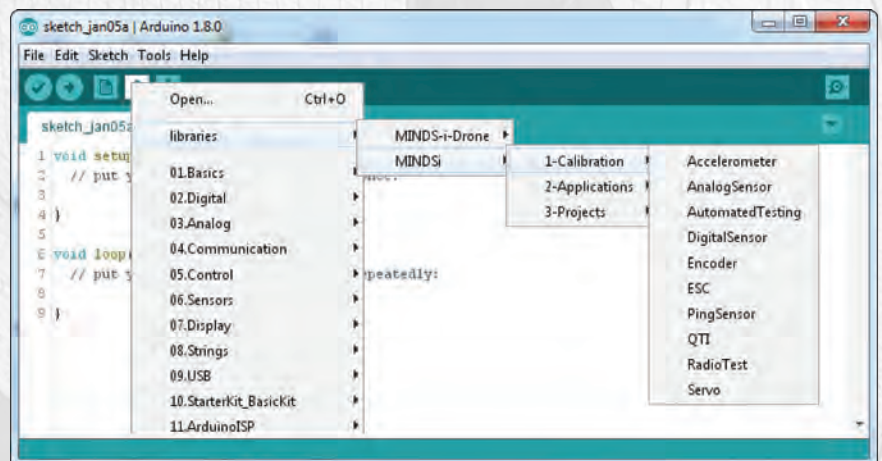 sketch_jan05a | Arduino 1.8.0
File Edit Sketch Tools Help
sketch_jan05a
Open... Ctrl+O
libraries
01.Basics
02.Digital
03.Analog
04.Communication
05.Control
06.Sensors
07.Display
08.Strings
09.USB
10.StarterKit_BasicKit
11.ArduinoISP
MINDS-i-Drone
MINDSi
1-Calibration
2-Applications
3-Projects
Accelerometer
AnalogSensor
AutomatedTesting
DigitalSensor
Encoder
ESC
PingSensor
QTI
RadioTest
Servo
1 void setup
2 // put y
3
4 }
5
6 void loop(
7 // put y peatedly:
8
9 }